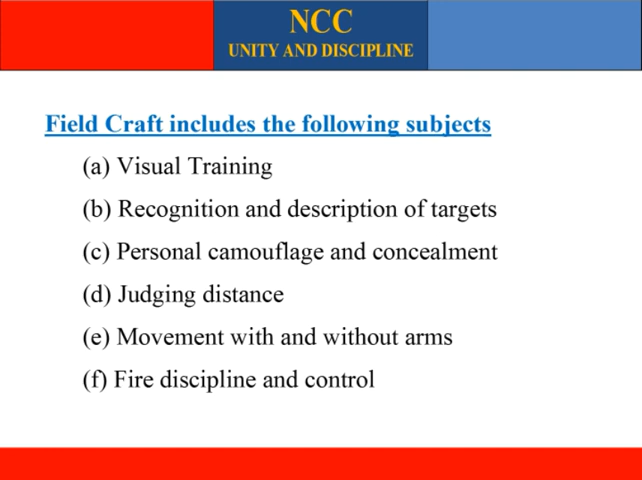 NCC
UNITY AND DISCIPLINE
Field Craft includes the following subjects
(a) Visual Training
(b) Recognition and description of targets
(c) Personal camouflage and concealment
(d) Judging distance
(e) Movement with and without arms
(f) Fire discipline and control